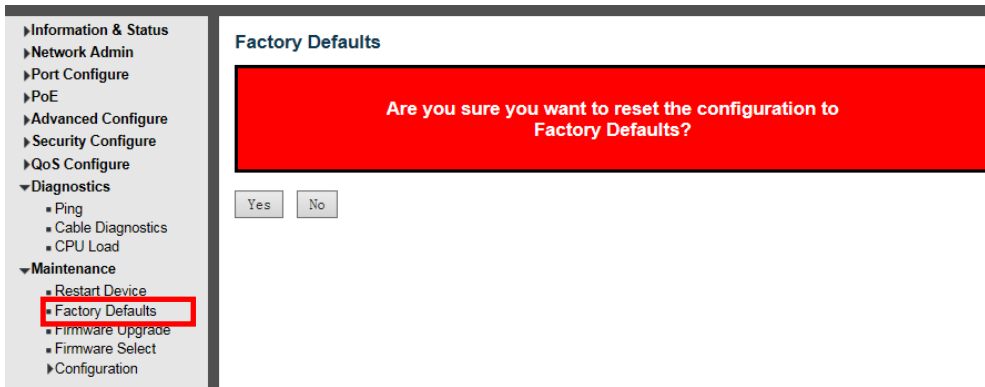 Information & Status
Network Admin
Port Configure
PoE
Advanced Configure
Security Configure
QoS Configure
Diagnostics
Ping
Cable Diagnostics
CPU Load
Maintenance
Restart Device
Factory Defaults
Firmware Upgrade
Firmware Select
Configuration
Factory Defaults
Are you sure you want to reset the configuration to
Factory Defaults?
Yes No